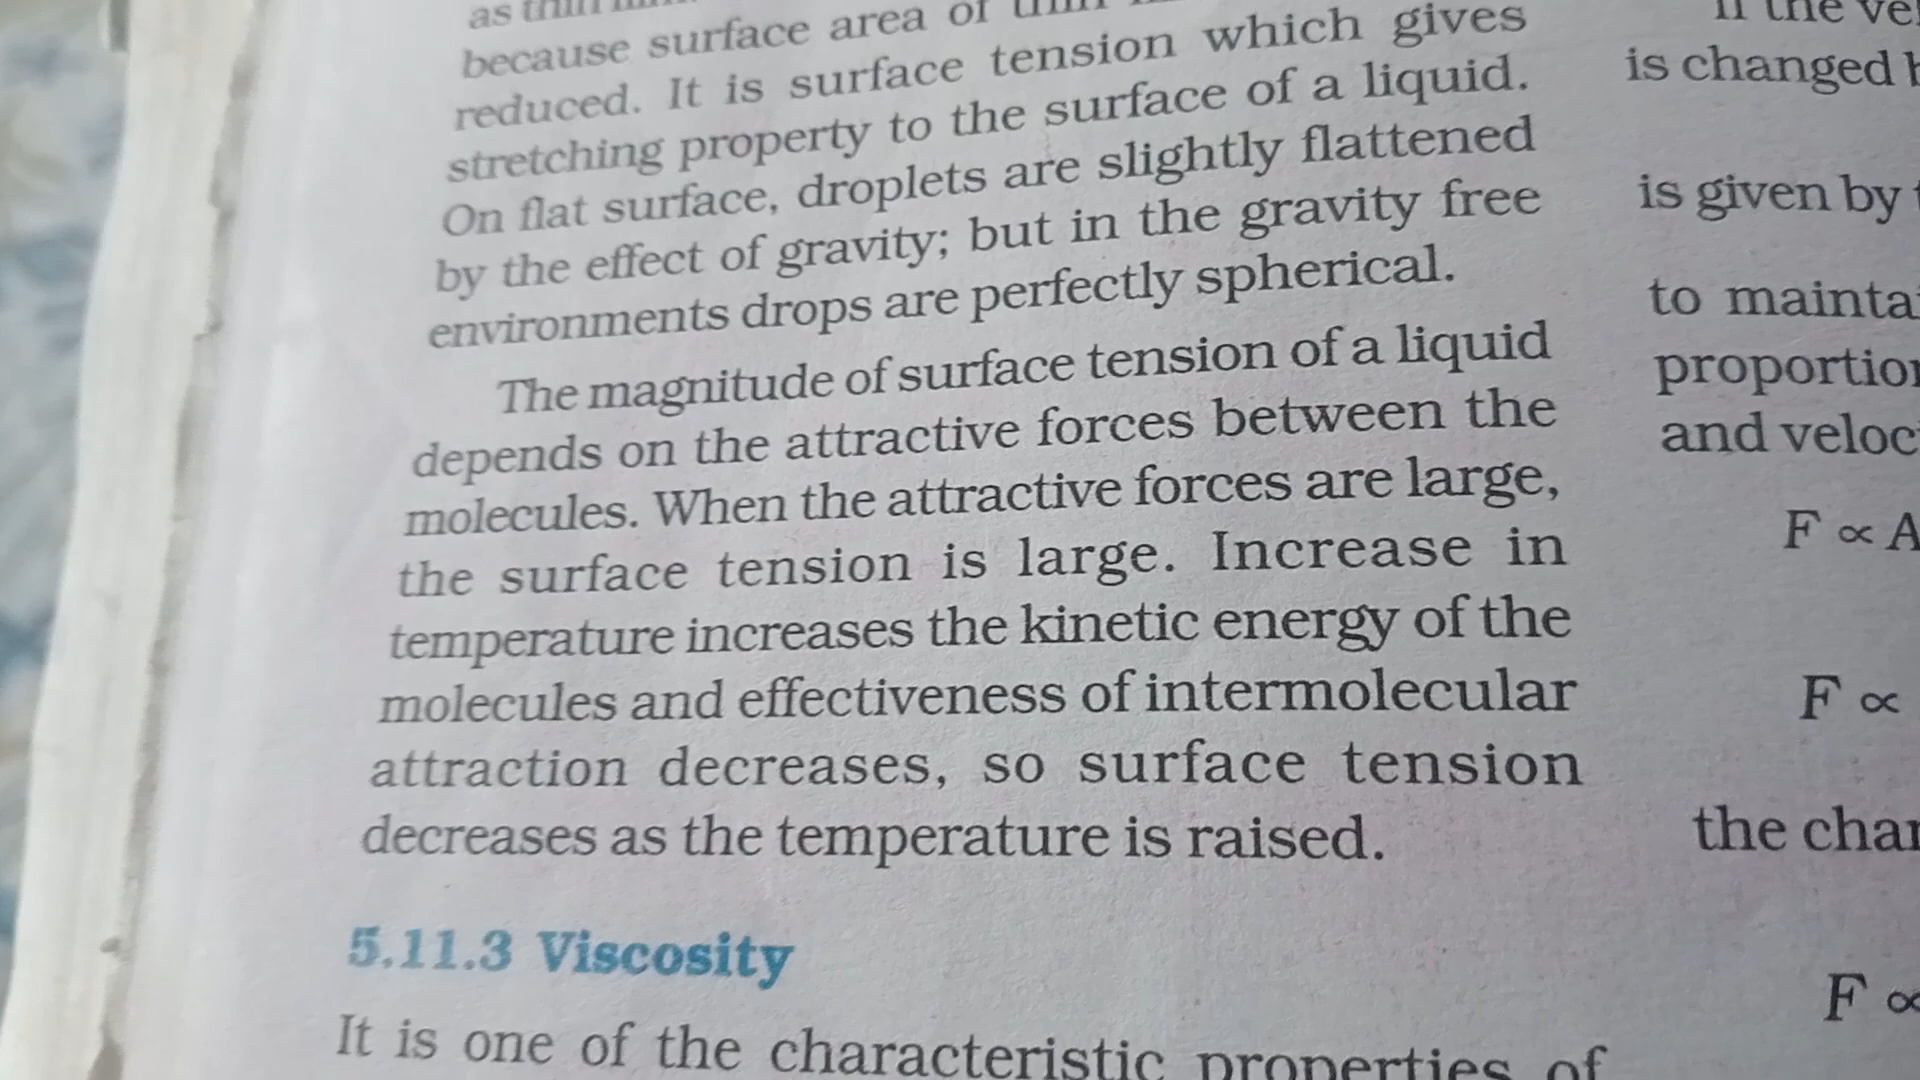 because surface area of
reduced. It is surface tension which gives
stretching property to the surface of a liquid.
On flat surface, droplets are slightly flattened
by the effect of gravity; but in the gravity free
environments drops are perfectly spherical.
The magnitude of surface tension of a liquid
depends on the attractive forces between the
molecules. When the attractive forces are large,
the surface tension is large. Increase in
temperature increases the kinetic energy of the
molecules and effectiveness of intermolecular
attraction decreases, so surface tension
decreases as the temperature is raised.
5.11.3 Viscosity
It is one of the characteristic properties of
is changed
is given by
to
and
F ∝ A
F ∝
the
F ∝